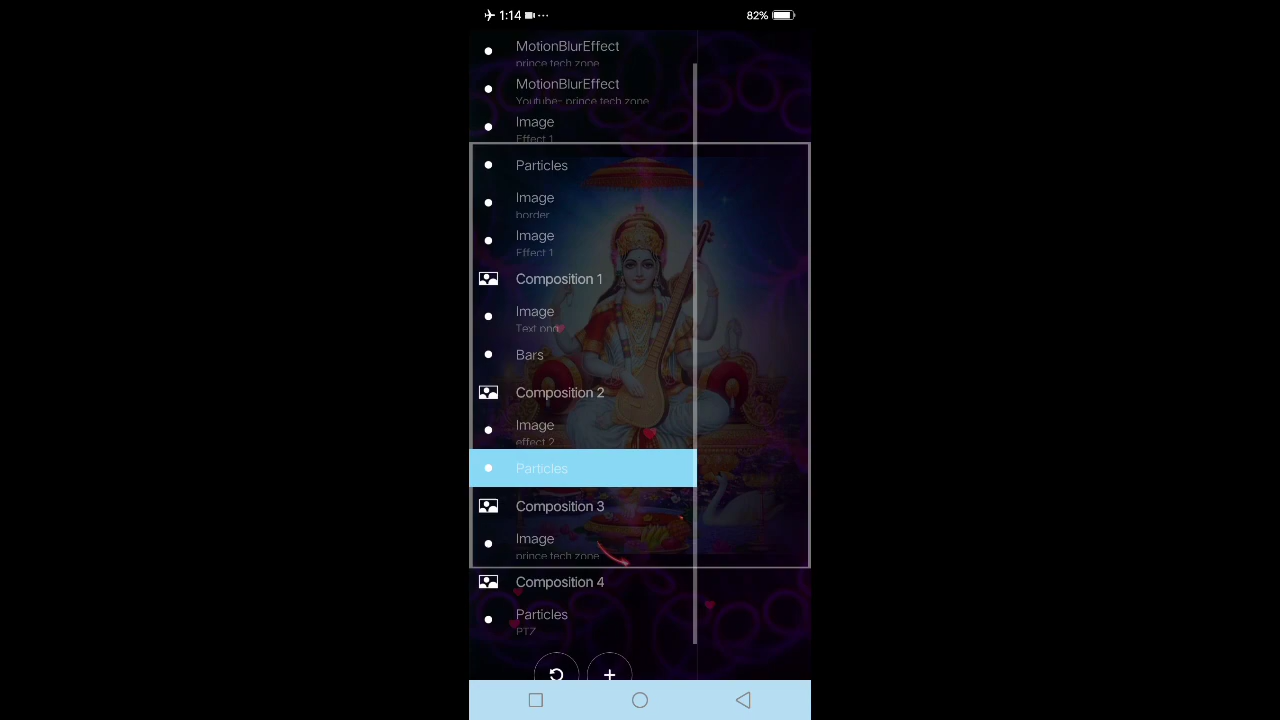 1:14
82%
MotionBlurEffect
prince tech zone
MotionBlurEffect
Youtube- prince tech zone
Image
Effect 1
Particles
Image
border
Image
Effect 1
Composition 1
Image
Text png
Bars
Composition 2
Image
effect 2
Particles
Composition 3
Image
prince tech zone
Composition 4
Particles
PTZ